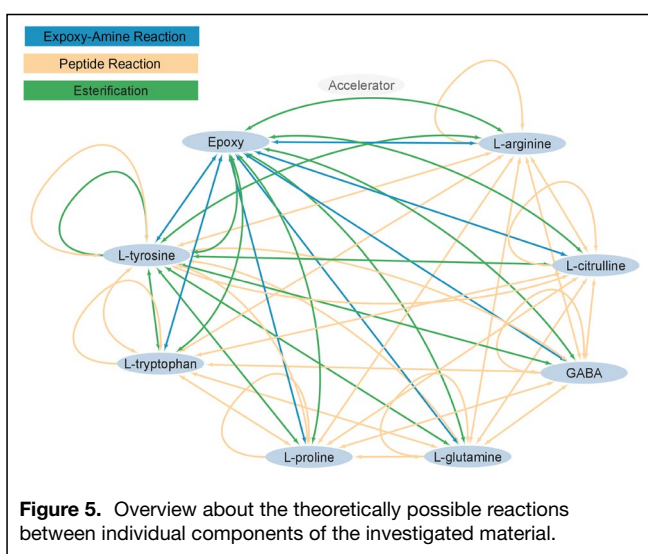 Expoxy-Amine Reaction
Peptide Reaction
Esterification
Accelerator
Epoxy
L-arginine
L-tyrosine
L-citrulline
L-tryptophan
GABA
L-proline
L-glutamine
Figure 5. Overview about the theoretically possible reactions
between individual components of the investigated material.